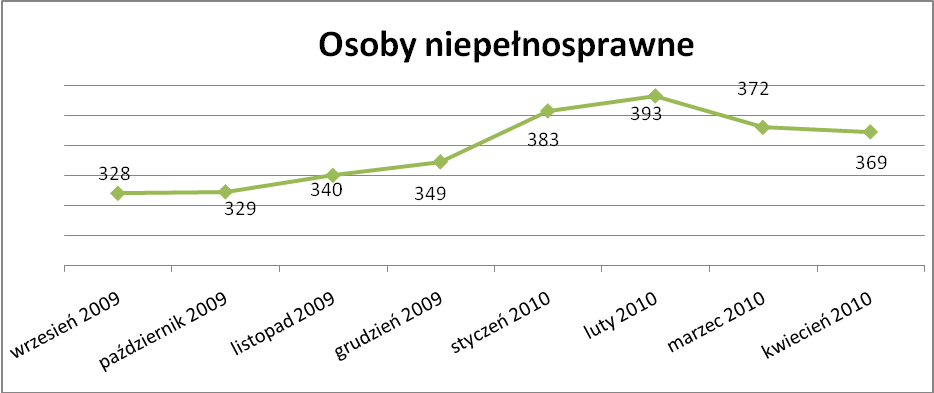 Osoby niepełnosprawne
328
329
340
349
383
393
372
369
wrzesień 2009
październik 2009
listopad 2009
grudzień 2009
styczeń 2010
luty 2010
marzec 2010
kwiecień 2010